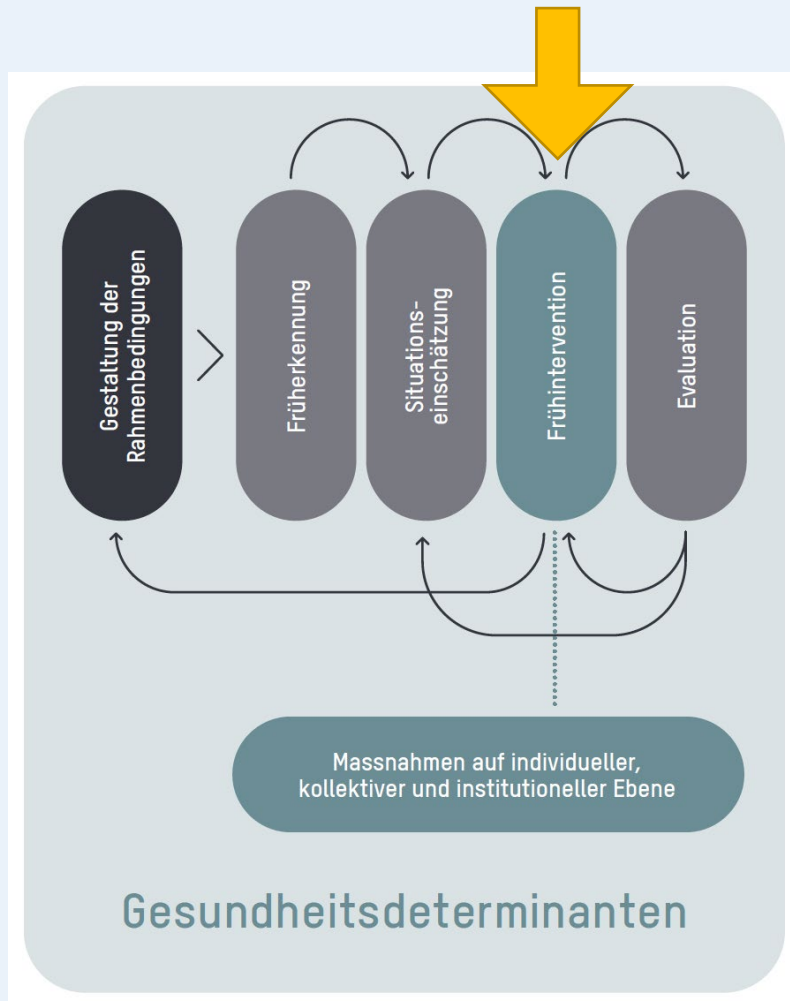 Gestaltung der
Rahmenbedingungen
Früherkennung
Situations-
einschätzung
Frühintervention
Evaluation
Massnahmen auf individueller,
kollektiver und institutioneller Ebene
Gesundheitsdeterminanten